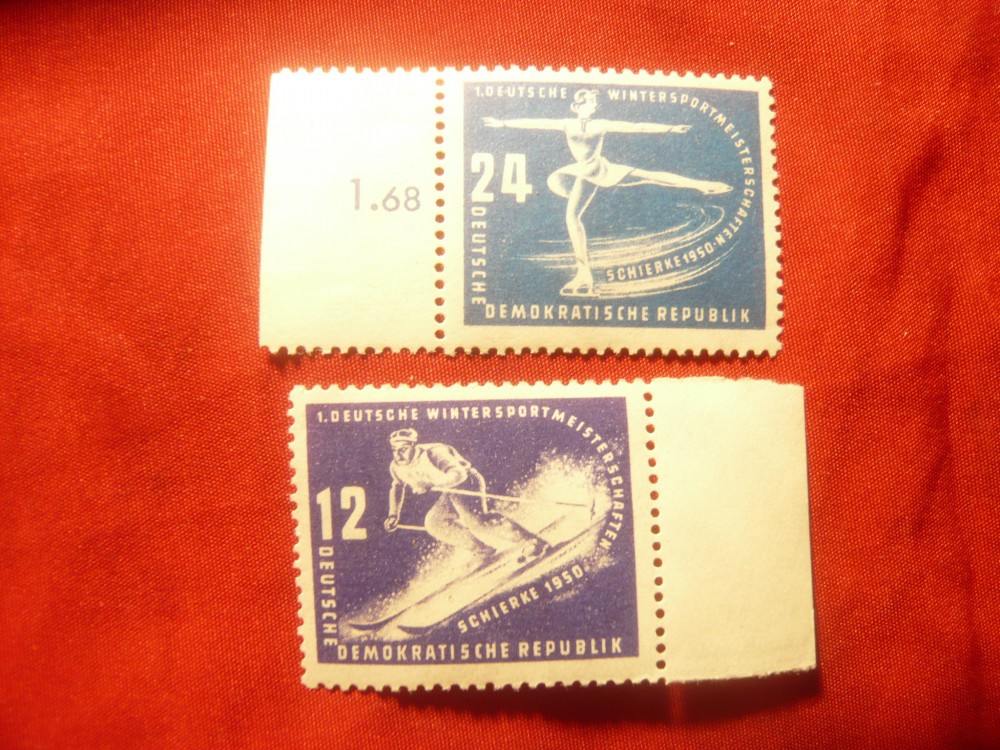 1.68
1.DEUTSCHE WINTERSPORTMEISTERSCHAFTEN
SCHIERKE 1950
24
DEUTSCHE
DEMOKRATISCHE REPUBLIK
1.DEUTSCHE WINTERSPORTMEISTERSCHAFTEN
SCHIERKE 1950
12
DEUTSCHE
DEMOKRATISCHE REPUBLIK